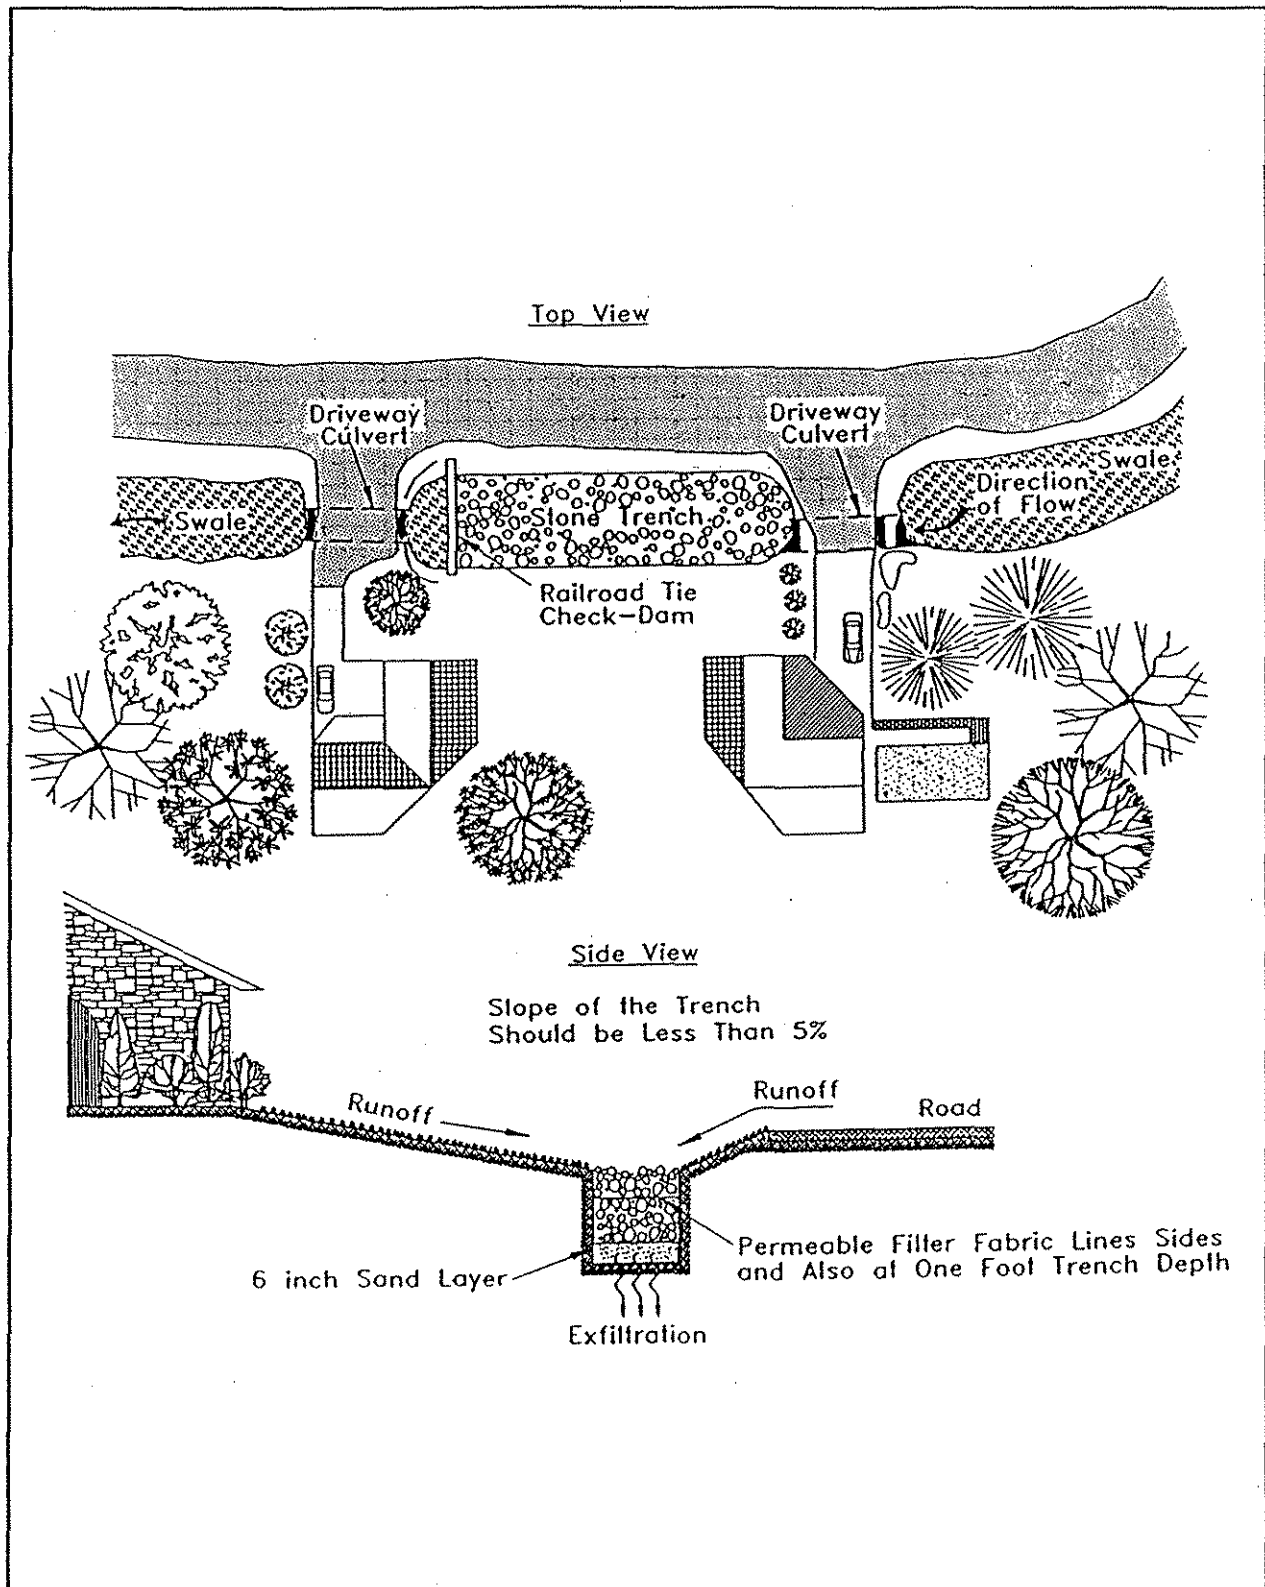 Top View
Driveway
Culvert
Driveway
Culvert
Swale
Direction
of Flow
Swale
Stone Trench
Railroad Tie
Check-Dam
Side View
Slope of the Trench
Should be Less Than 5%
Runoff
Runoff
Road
Permeable Filter Fabric Lines Sides
and Also at One Foot Trench Depth
6 inch Sand Layer
Exfiltration